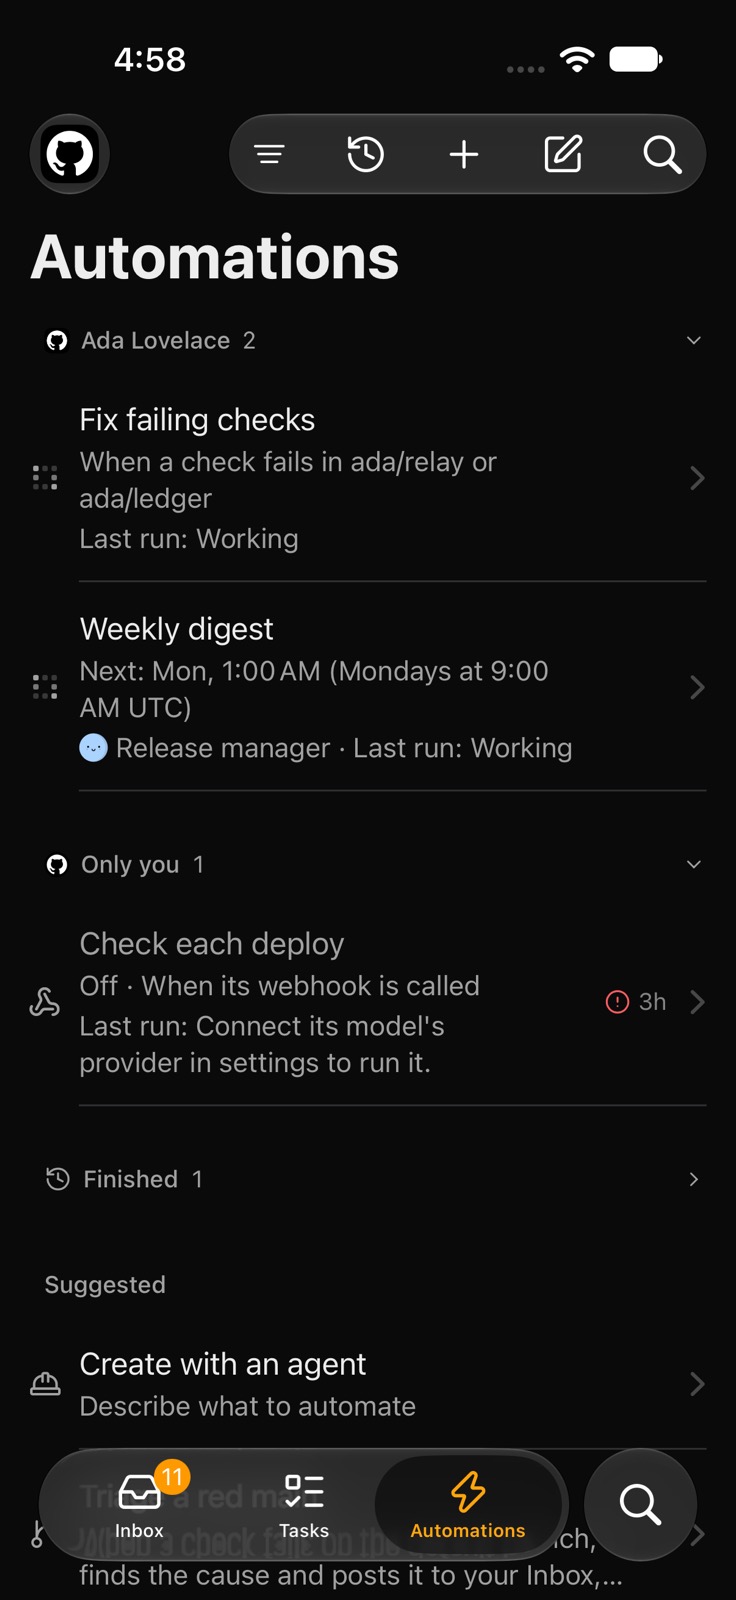 4:58
Automations
Ada Lovelace 2
Fix failing checks
When a check fails in ada/relay or
ada/ledger
Last run: Working
Weekly digest
Next: Mon, 1:00 AM (Mondays at 9:00
AM UTC)
Release manager · Last run: Working
Only you 1
Check each deploy
Off · When its webhook is called
3h
Last run: Connect its model's
provider in settings to run it.
Finished 1
Suggested
Create with an agent
Describe what to automate
Triage a red
11
Inbox
Tasks
Automations
finds the cause and posts it to your Inbox,...